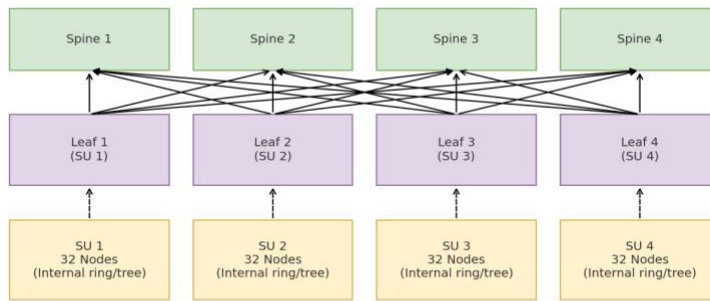 Spine 1
Spine 2
Spine 3
Spine 4
Leaf 1
(SU 1)
Leaf 2
(SU 2)
Leaf 3
(SU 3)
Leaf 4
(SU 4)
SU 1
32 Nodes
(Internal ring/tree)
SU 2
32 Nodes
(Internal ring/tree)
SU 3
32 Nodes
(Internal ring/tree)
SU 4
32 Nodes
(Internal ring/tree)